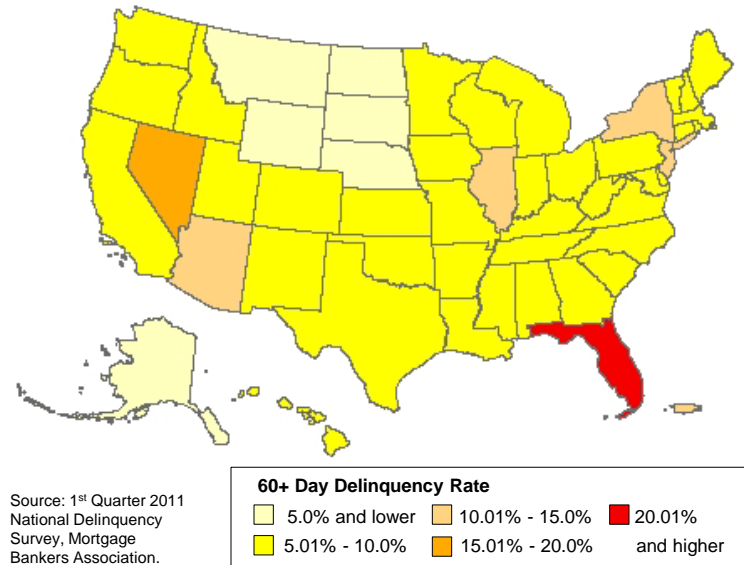 Source: 1st Quarter 2011
National Delinquency
Survey, Mortgage
Bankers Association.
60+ Day Delinquency Rate
5.0% and lower
10.01% - 15.0%
20.01%
and higher
5.01% - 10.0%
15.01% - 20.0%